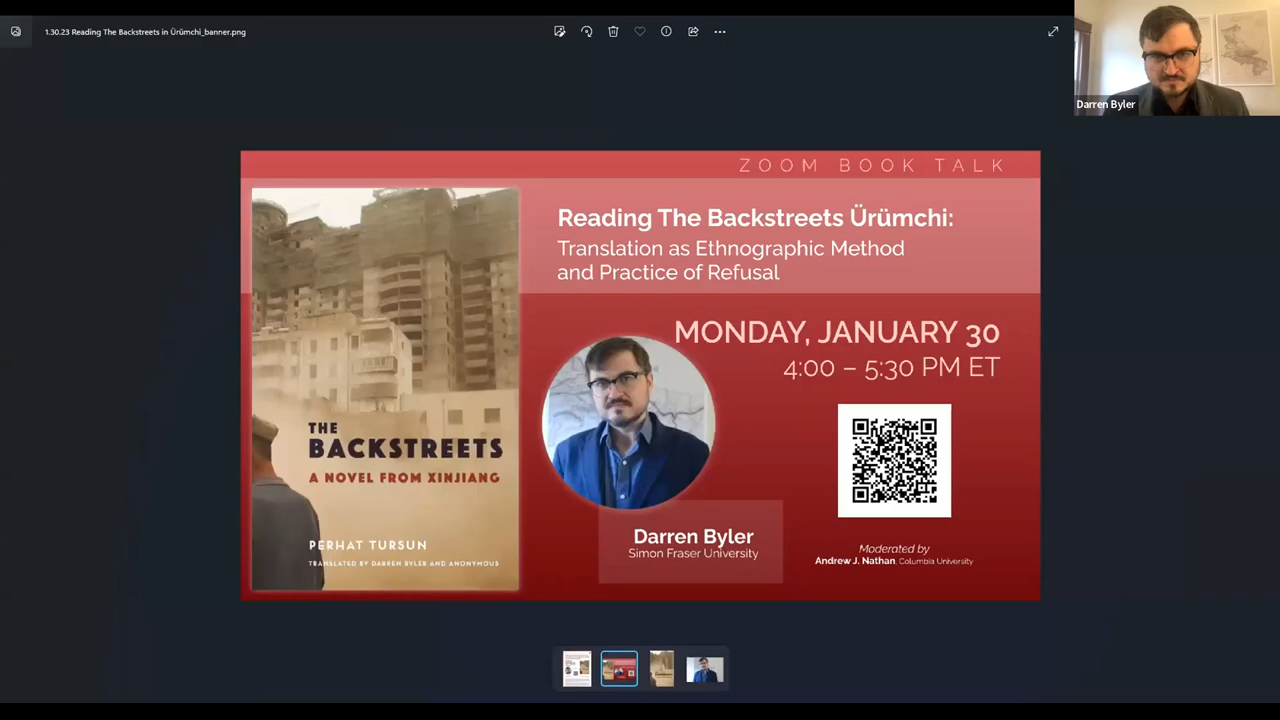 1.30.23 Reading The Backstreets in Ürümchi_banner.png
Darren Byler
ZOOM BOOK TALK
Reading The Backstreets Ürümchi:
Translation as Ethnographic Method
and Practice of Refusal
MONDAY, JANUARY 30
4:00 – 5:30 PM ET
THE
BACKSTREETS
A NOVEL FROM XINJIANG
PERHAT TURSUN
TRANSLATED BY DARREN BYLER AND ANONYMOUS
Darren Byler
Simon Fraser University
Moderated by
Andrew J. Nathan, Columbia University